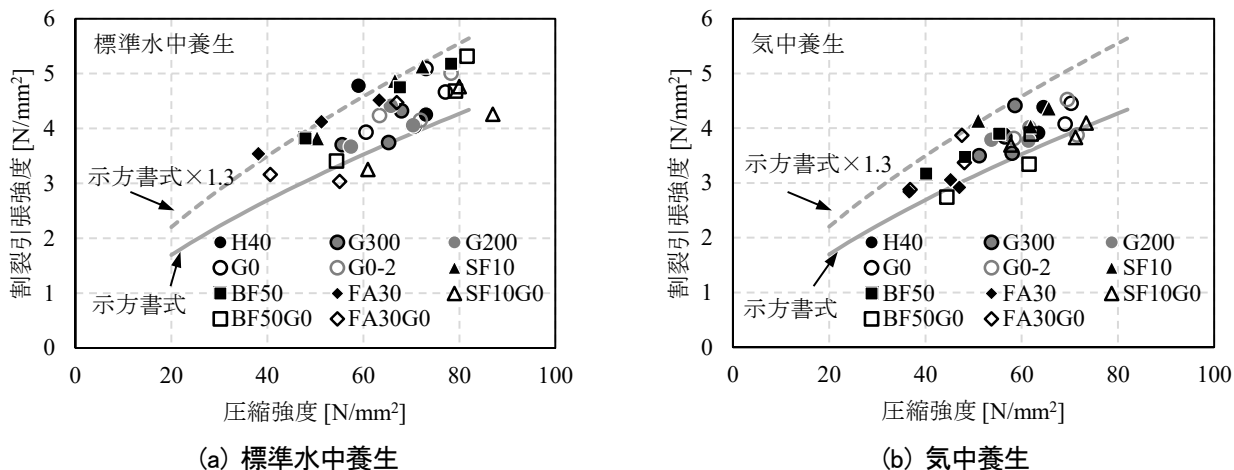 6
5
4
3
2
1
0
0
20
40
60
80
100
割裂引張強度 [N/mm²]
圧縮強度 [N/mm²]
標準水中養生
示方書式×1.3
示方書式
H40
G300
G200
G0
G0-2
SF10
BF50
FA30
SF10G0
BF50G0
FA30G0
(a) 標準水中養生
6
5
4
3
2
1
0
0
20
40
60
80
100
割裂引張強度 [N/mm²]
圧縮強度 [N/mm²]
気中養生
示方書式×1.3
示方書式
H40
G300
G200
G0
G0-2
SF10
BF50
FA30
SF10G0
BF50G0
FA30G0
(b) 気中養生